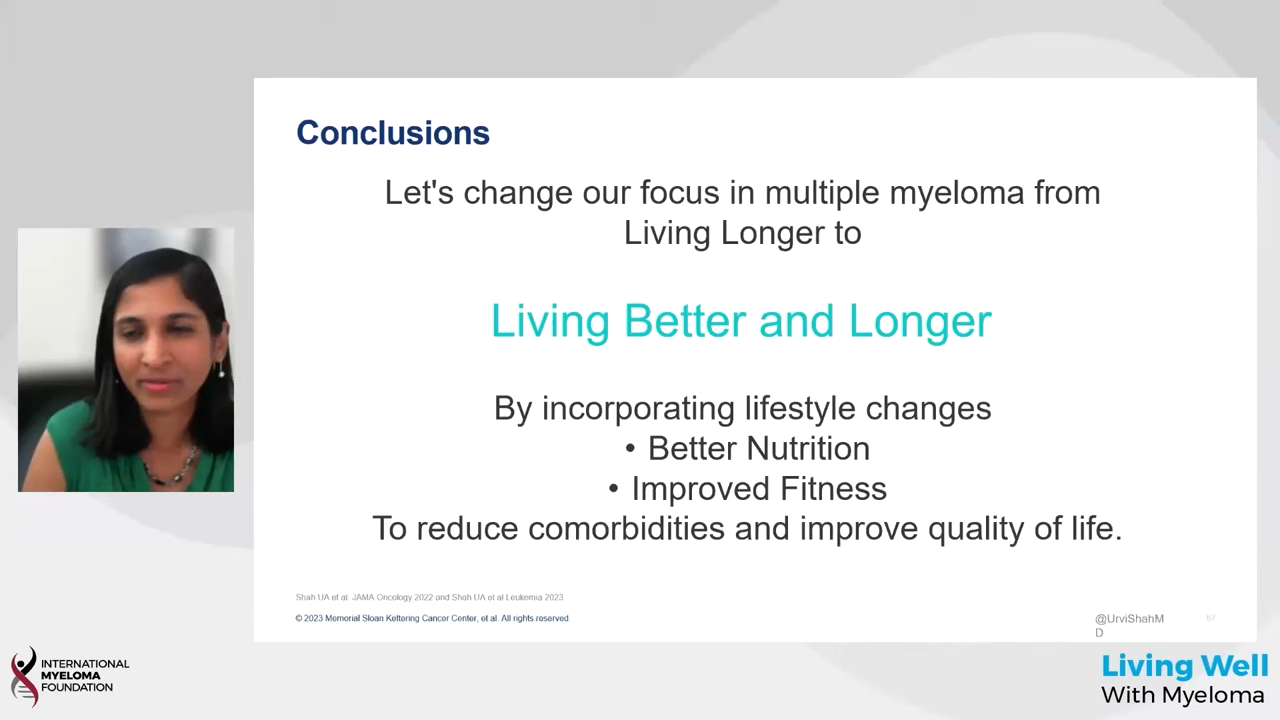 Conclusions
Let's change our focus in multiple myeloma from
Living Longer to
Living Better and Longer
By incorporating lifestyle changes
• Better Nutrition
• Improved Fitness
To reduce comorbidities and improve quality of life.
Shah UA et al. JAMA Oncology 2022 and Shah UA et al Leukemia 2023
© 2023 Memorial Sloan Kettering Cancer Center, et al. All rights reserved.
@UrviShahM
D
57
INTERNATIONAL
MYELOMA
FOUNDATION
Living Well
With Myeloma